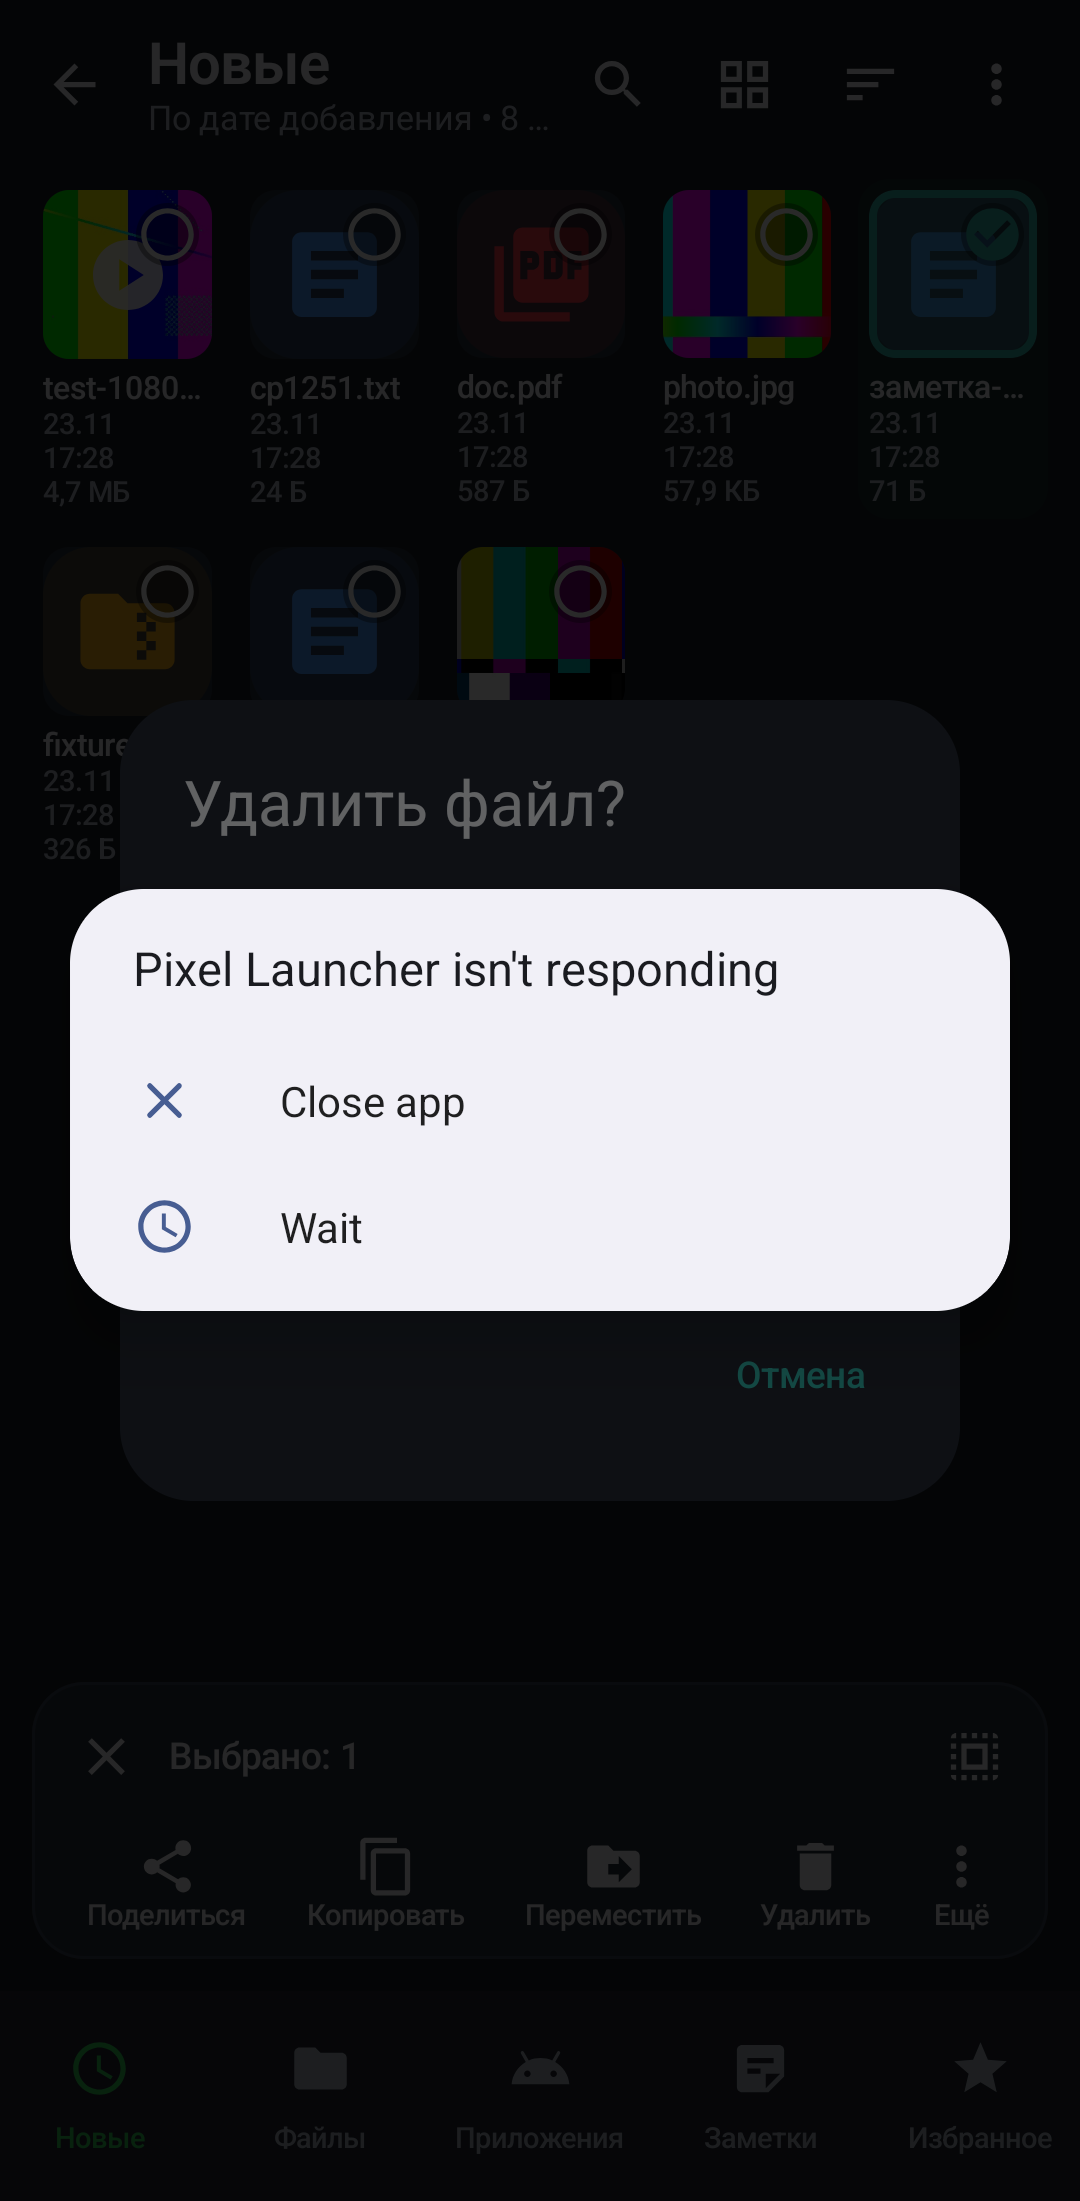 Новые
По дате добавления • 8 ...
test-1080...
23.11
17:28
4,7 МБ
cp1251.txt
23.11
17:28
24 Б
PDF
doc.pdf
23.11
17:28
587 Б
photo.jpg
23.11
17:28
57,9 КБ
заметка-...
23.11
17:28
71 Б
fixture
23.11
17:28
326 Б
Удалить файл?
Pixel Launcher isn't responding
Close app
Wait
Отмена
Выбрано: 1
Поделиться
Копировать
Переместить
Удалить
Ещё
Новые
Файлы
Приложения
Заметки
Избранное